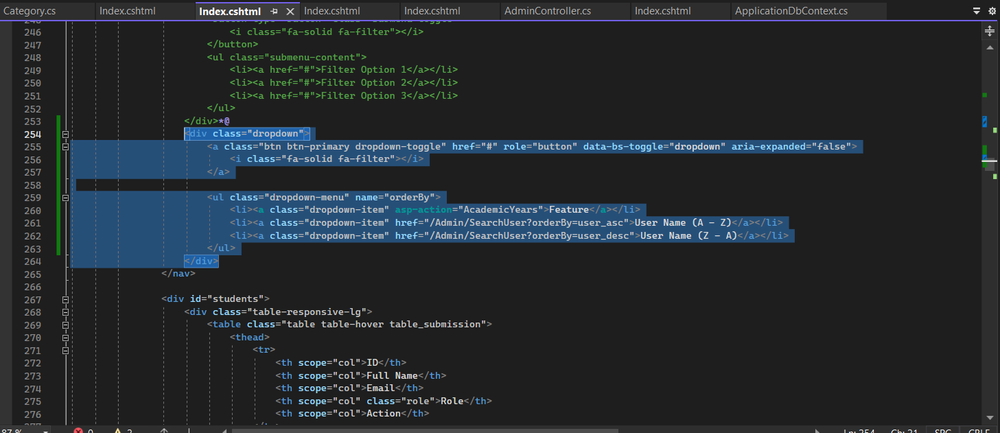 Category.cs Index.cshtml Index.cshtml Index.cshtml Index.cshtml AdminController.cs Index.cshtml ApplicationDbContext.cs
246 <i class="fa-solid fa-filter"></i>
247 </button>
248 <ul class="submenu-content">
249 <li><a href="#">Filter Option 1</a></li>
250 <li><a href="#">Filter Option 2</a></li>
251 <li><a href="#">Filter Option 3</a></li>
252 </ul>
253 </div>*@
254 <div class="dropdown">
255 <a class="btn btn-primary dropdown-toggle" href="#" role="button" data-bs-toggle="dropdown" aria-expanded="false">
256 <i class="fa-solid fa-filter"></i>
257 </a>
258
259 <ul class="dropdown-menu" name="orderBy">
260 <li><a class="dropdown-item" asp-action="AcademicYears">Feature</a></li>
261 <li><a class="dropdown-item" href="/Admin/SearchUser?orderBy=user_asc">User Name (A - Z)</a></li>
262 <li><a class="dropdown-item" href="/Admin/SearchUser?orderBy=user_desc">User Name (Z - A)</a></li>
263 </ul>
264 </div>
265 </nav>
266
267 <div id="students">
268 <div class="table-responsive-lg">
269 <table class="table table-hover table_submission">
270 <thead>
271 <tr>
272 <th scope="col">ID</th>
273 <th scope="col">Full Name</th>
274 <th scope="col">Email</th>
275 <th scope="col" class="role">Role</th>
276 <th scope="col">Action</th>
87 % 0 2 Ln: 254 Ch: 21 SPC CRLF